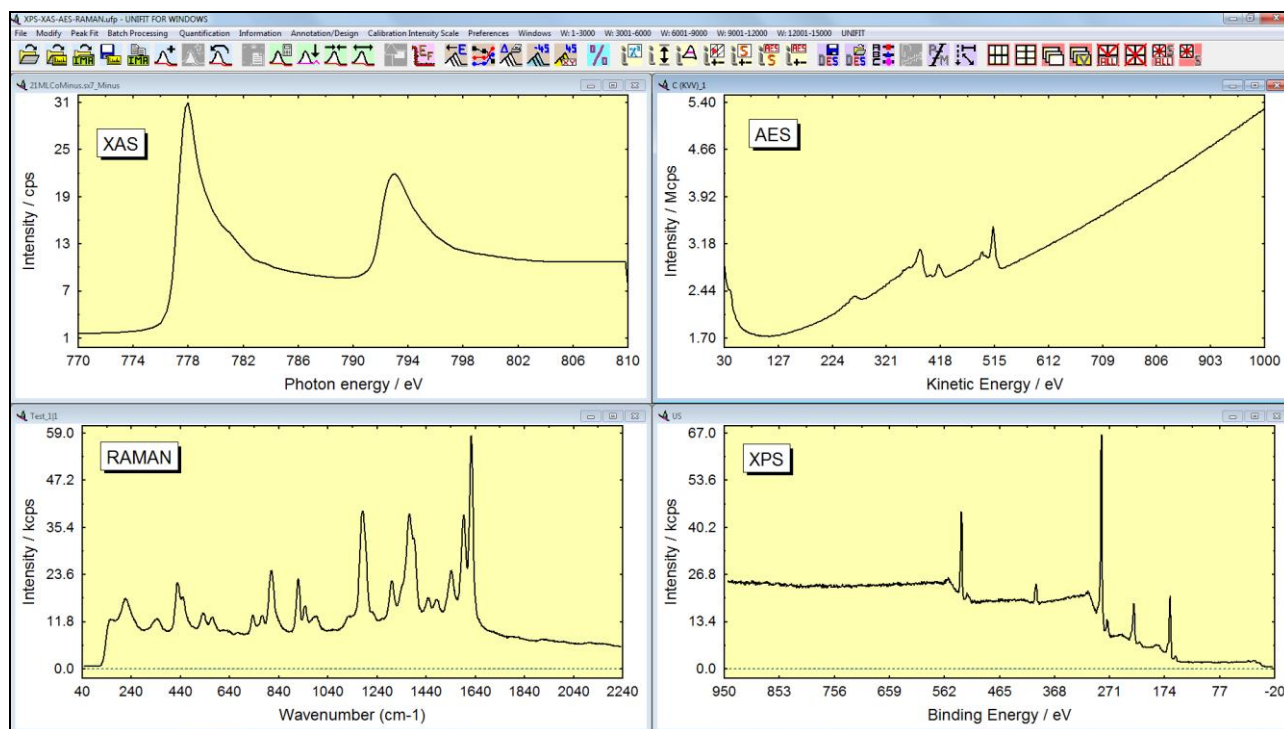 XPS-XAS-AES-RAMAN.ufp - UNIFIT FOR WINDOWS
File Modify Peak Fit Batch Processing Quantification Information Annotation/Design Calibration Intensity Scale Preferences Windows W: 1-3000 W: 3001-6000 W: 6001-9000 W: 9001-12000 W: 12001-15000 UNIFIT
21MLCoMinus.sx7_Minus
XAS
Intensity / cps
31
25
19
13
7
1
770 774 778 782 786 790 794 798 802 806 810
Photon energy / eV
C (KVV)_1
AES
Intensity / Mcps
5.40
4.66
3.92
3.18
2.44
1.70
30 127 224 321 418 515 612 709 806 903 1000
Kinetic Energy / eV
Test_1|1
RAMAN
Intensity / kcps
59.0
47.2
35.4
23.6
11.8
0.0
40 240 440 640 840 1040 1240 1440 1640 1840 2040 2240
Wavenumber (cm-1)
US
XPS
Intensity / kcps
67.0
53.6
40.2
26.8
13.4
0.0
950 853 756 659 562 465 368 271 174 77 -20
Binding Energy / eV